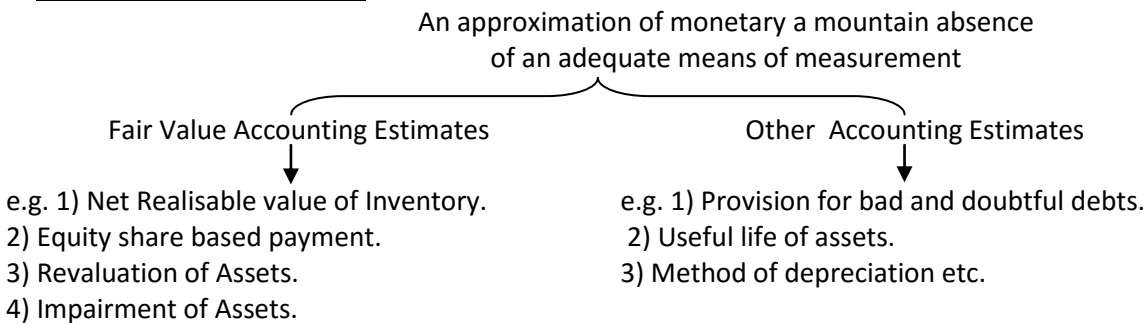 An approximation of monetary a mountain absence
of an adequate means of measurement
Fair Value Accounting Estimates
Other Accounting Estimates
e.g. 1) Net Realisable value of Inventory.
2) Equity share based payment.
3) Revaluation of Assets.
4) Impairment of Assets.
e.g. 1) Provision for bad and doubtful debts.
2) Useful life of assets.
3) Method of depreciation etc.